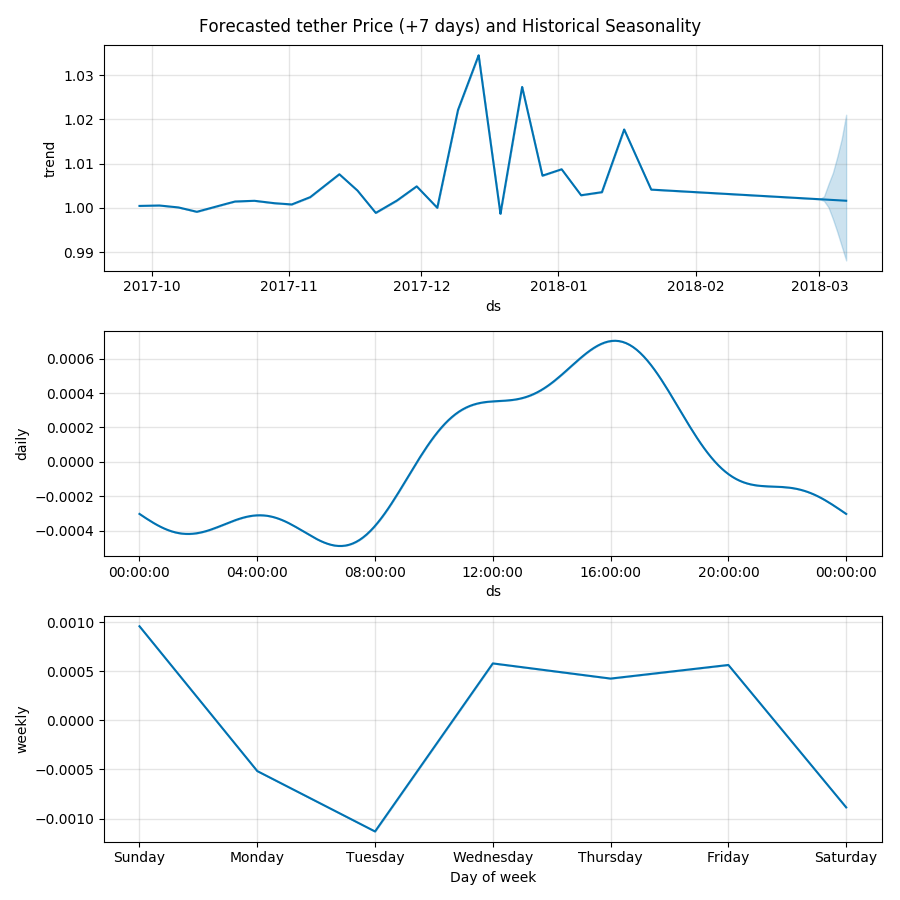 Forecasted tether Price (+7 days) and Historical Seasonality
1.03
1.02
1.01
1.00
0.99
trend
2017-10 2017-11 2017-12 2018-01 2018-02 2018-03
ds
0.0006
0.0004
0.0002
0.0000
−0.0002
−0.0004
daily
00:00:00 04:00:00 08:00:00 12:00:00 16:00:00 20:00:00 00:00:00
ds
0.0010
0.0005
0.0000
−0.0005
−0.0010
weekly
Sunday Monday Tuesday Wednesday Thursday Friday Saturday
Day of week